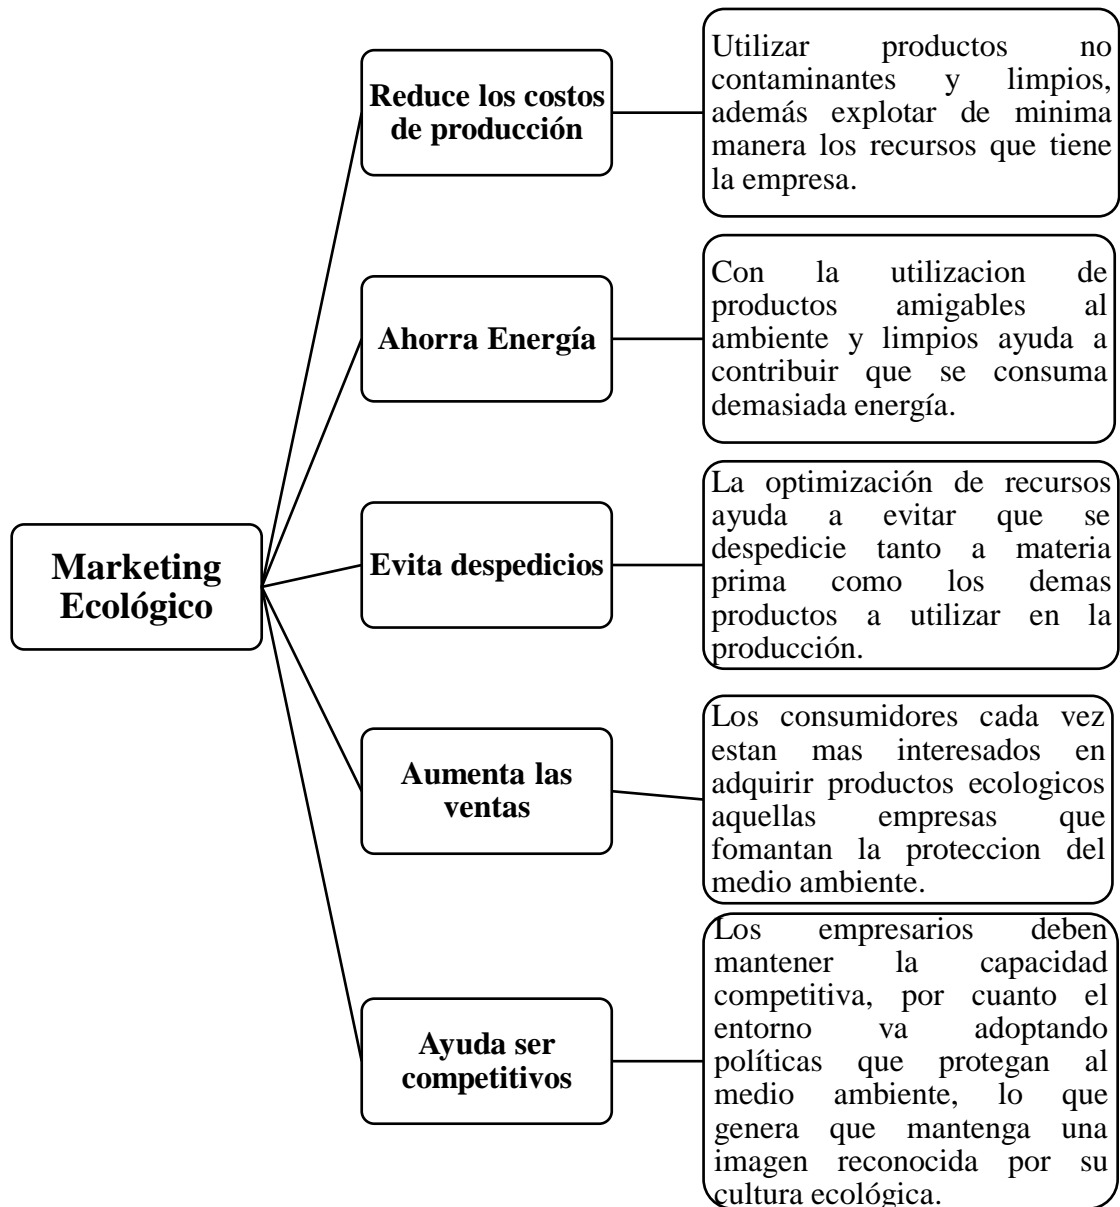 Marketing
Ecológico
Reduce los costos
de producción
Utilizar productos no
contaminantes y limpios,
además explotar de minima
manera los recursos que tiene
la empresa.
Ahorra Energía
Con la utilizacion de
productos amigables al
ambiente y limpios ayuda a
contribuir que se consuma
demasiada energía.
Evita despedicios
La optimización de recursos
ayuda a evitar que se
despedicie tanto a materia
prima como los demas
productos a utilizar en la
producción.
Aumenta las
ventas
Los consumidores cada vez
estan mas interesados en
adquirir productos ecologicos
aquellas empresas que
fomantan la proteccion del
medio ambiente.
Ayuda ser
competitivos
Los empresarios deben
mantener la capacidad
competitiva, por cuanto el
entorno va adoptando
políticas que protegan al
medio ambiente, lo que
genera que mantenga una
imagen reconocida por su
cultura ecológica.